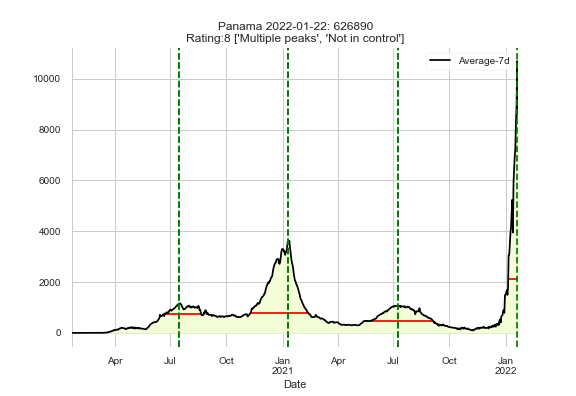 Panama 2022-01-22: 626890
Rating:8 ['Multiple peaks', 'Not in control']
Average-7d
10000
8000
6000
4000
2000
0
Apr Jul Oct Jan Apr Jul Oct Jan
2021 2022
Date